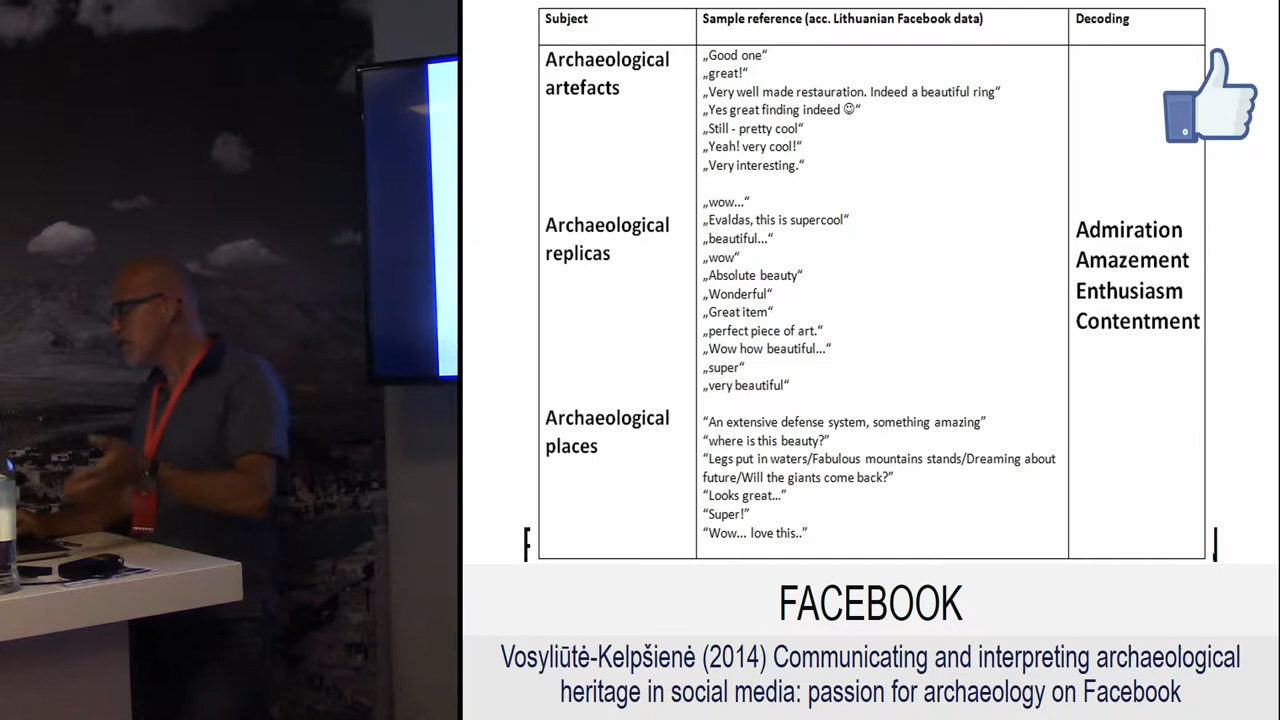 Subject
Sample reference (acc. Lithuanian Facebook data)
Decoding
Archaeological
artefacts
„Good one“
„great!“
„Very well made restauration. Indeed a beautiful ring“
„Yes great finding indeed ☺“
„Still - pretty cool“
„Yeah! very cool!“
„Very interesting.“
Archaeological
replicas
„wow...“
„Evaldas, this is supercool“
„beautiful...“
„wow“
„Absolute beauty“
„Wonderful“
„Great item“
„perfect piece of art.“
„Wow how beautiful...“
„super“
„very beautiful“
Admiration
Amazement
Enthusiasm
Contentment
Archaeological
places
“An extensive defense system, something amazing”
“where is this beauty?”
“Legs put in waters/Fabulous mountains stands/Dreaming about
future/Will the giants come back?”
“Looks great...”
“Super!”
“Wow... love this..”
FACEBOOK
Vosyliūtė-Kelpšienė (2014) Communicating and interpreting archaeological
heritage in social media: passion for archaeology on Facebook